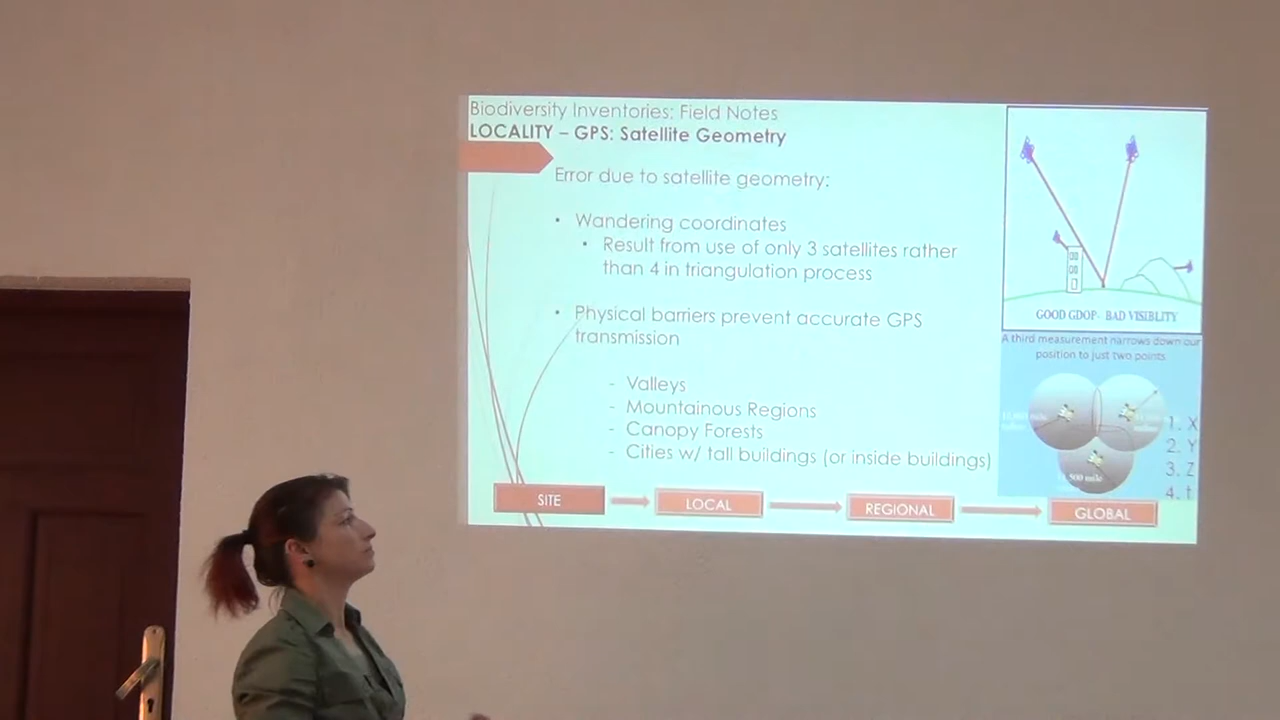 Biodiversity Inventories: Field Notes
LOCALITY – GPS: Satellite Geometry
Error due to satellite geometry:
• Wandering coordinates
• Result from use of only 3 satellites rather
than 4 in triangulation process
• Physical barriers prevent accurate GPS
transmission
- Valleys
- Mountainous Regions
- Canopy Forests
- Cities w/ tall buildings (or inside buildings)
GOOD GDOP- BAD VISIBLITY
A third measurement narrows down our
position to just two points
1. X
2. Y
3. Z
4. t
SITE
LOCAL
REGIONAL
GLOBAL